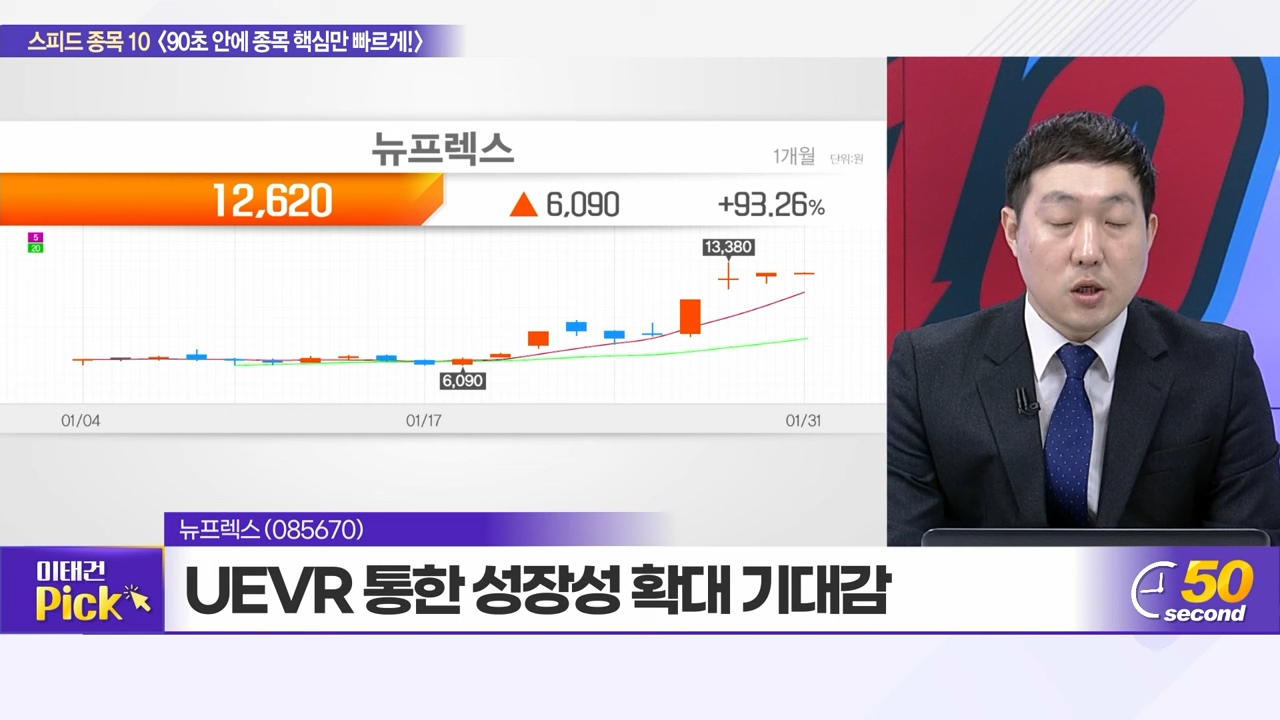 스피드 종목 10 〈90초 안에 종목 핵심만 빠르게!〉
뉴프렉스
1개월 단위:원
12,620 ▲ 6,090 +93.26%
5
20
13,380
6,090
01/04 01/17 01/31
뉴프렉스 (085670)
이태건
Pick
UEVR 통한 성장성 확대 기대감
50
second